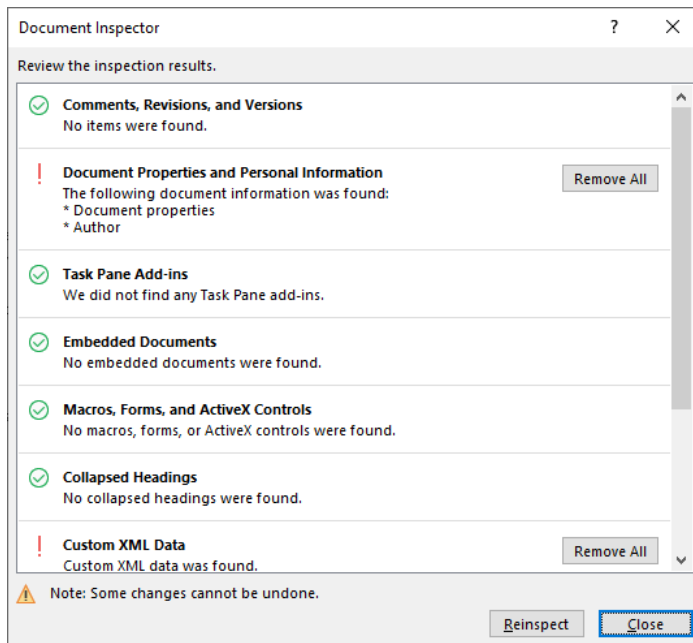 Document Inspector
Review the inspection results.
Comments, Revisions, and Versions
No items were found.
Document Properties and Personal Information
Remove All
The following document information was found:
* Document properties
* Author
Task Pane Add-ins
We did not find any Task Pane add-ins.
Embedded Documents
No embedded documents were found.
Macros, Forms, and ActiveX Controls
No macros, forms, or ActiveX controls were found.
Collapsed Headings
No collapsed headings were found.
Custom XML Data
Remove All
Custom XML data was found.
Note: Some changes cannot be undone.
Reinspect Close